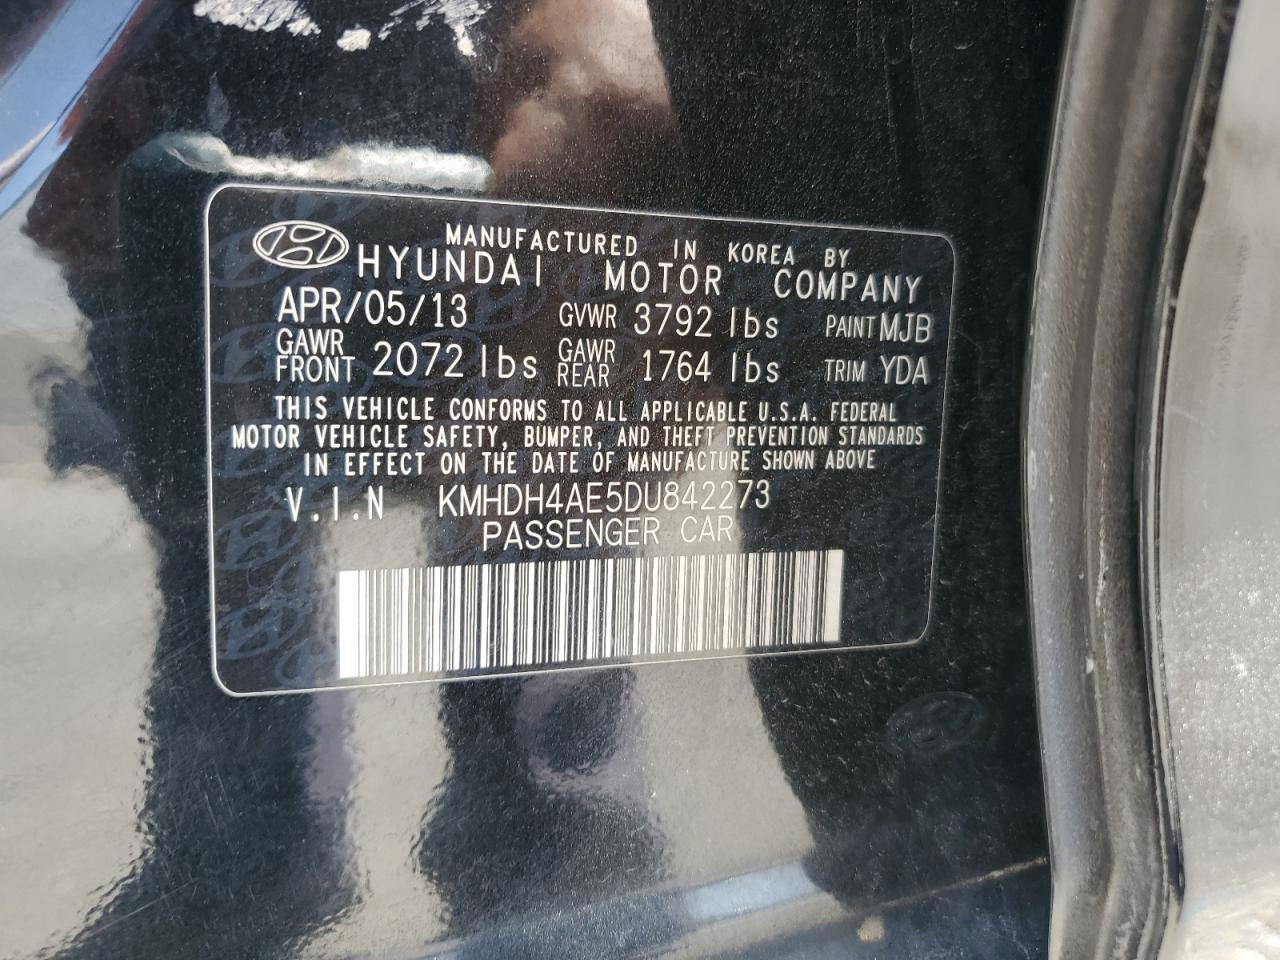 MANUFACTURED IN KOREA BY
HYUNDAI MOTOR COMPANY
APR/05/13 GVWR 3792 lbs PAINT MJB
GAWR FRONT 2072 lbs GAWR REAR 1764 lbs TRIM YDA
THIS VEHICLE CONFORMS TO ALL APPLICABLE U.S.A. FEDERAL
MOTOR VEHICLE SAFETY, BUMPER, AND THEFT PREVENTION STANDARDS
IN EFFECT ON THE DATE OF MANUFACTURE SHOWN ABOVE
V.I.N KMHDH4AE5DU842273
PASSENGER CAR